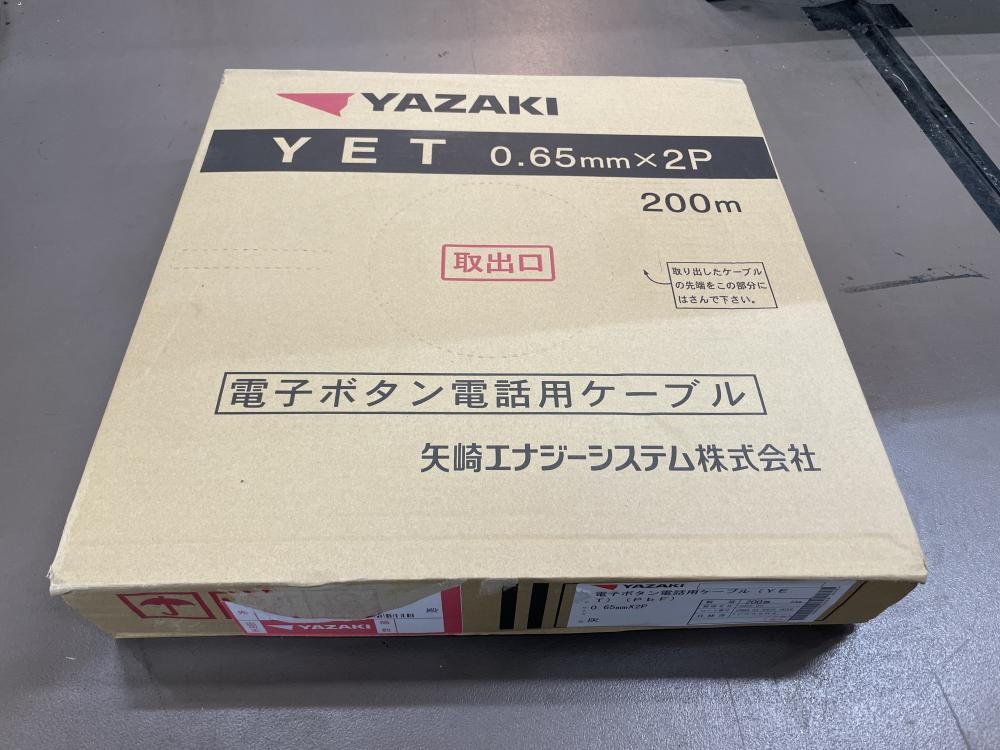 YAZAKI
YET 0.65mm×2P
200m
取出口
取り出したケーブル
の先端をこの部分に
はさんで下さい。
電子ボタン電話用ケーブル
矢崎エナジーシステム株式会社
YAZAKI
殿
YAZAKI
電子ボタン電話用ケーブル(YE
T) (PbF)
200m
0.65mmX2P
灰